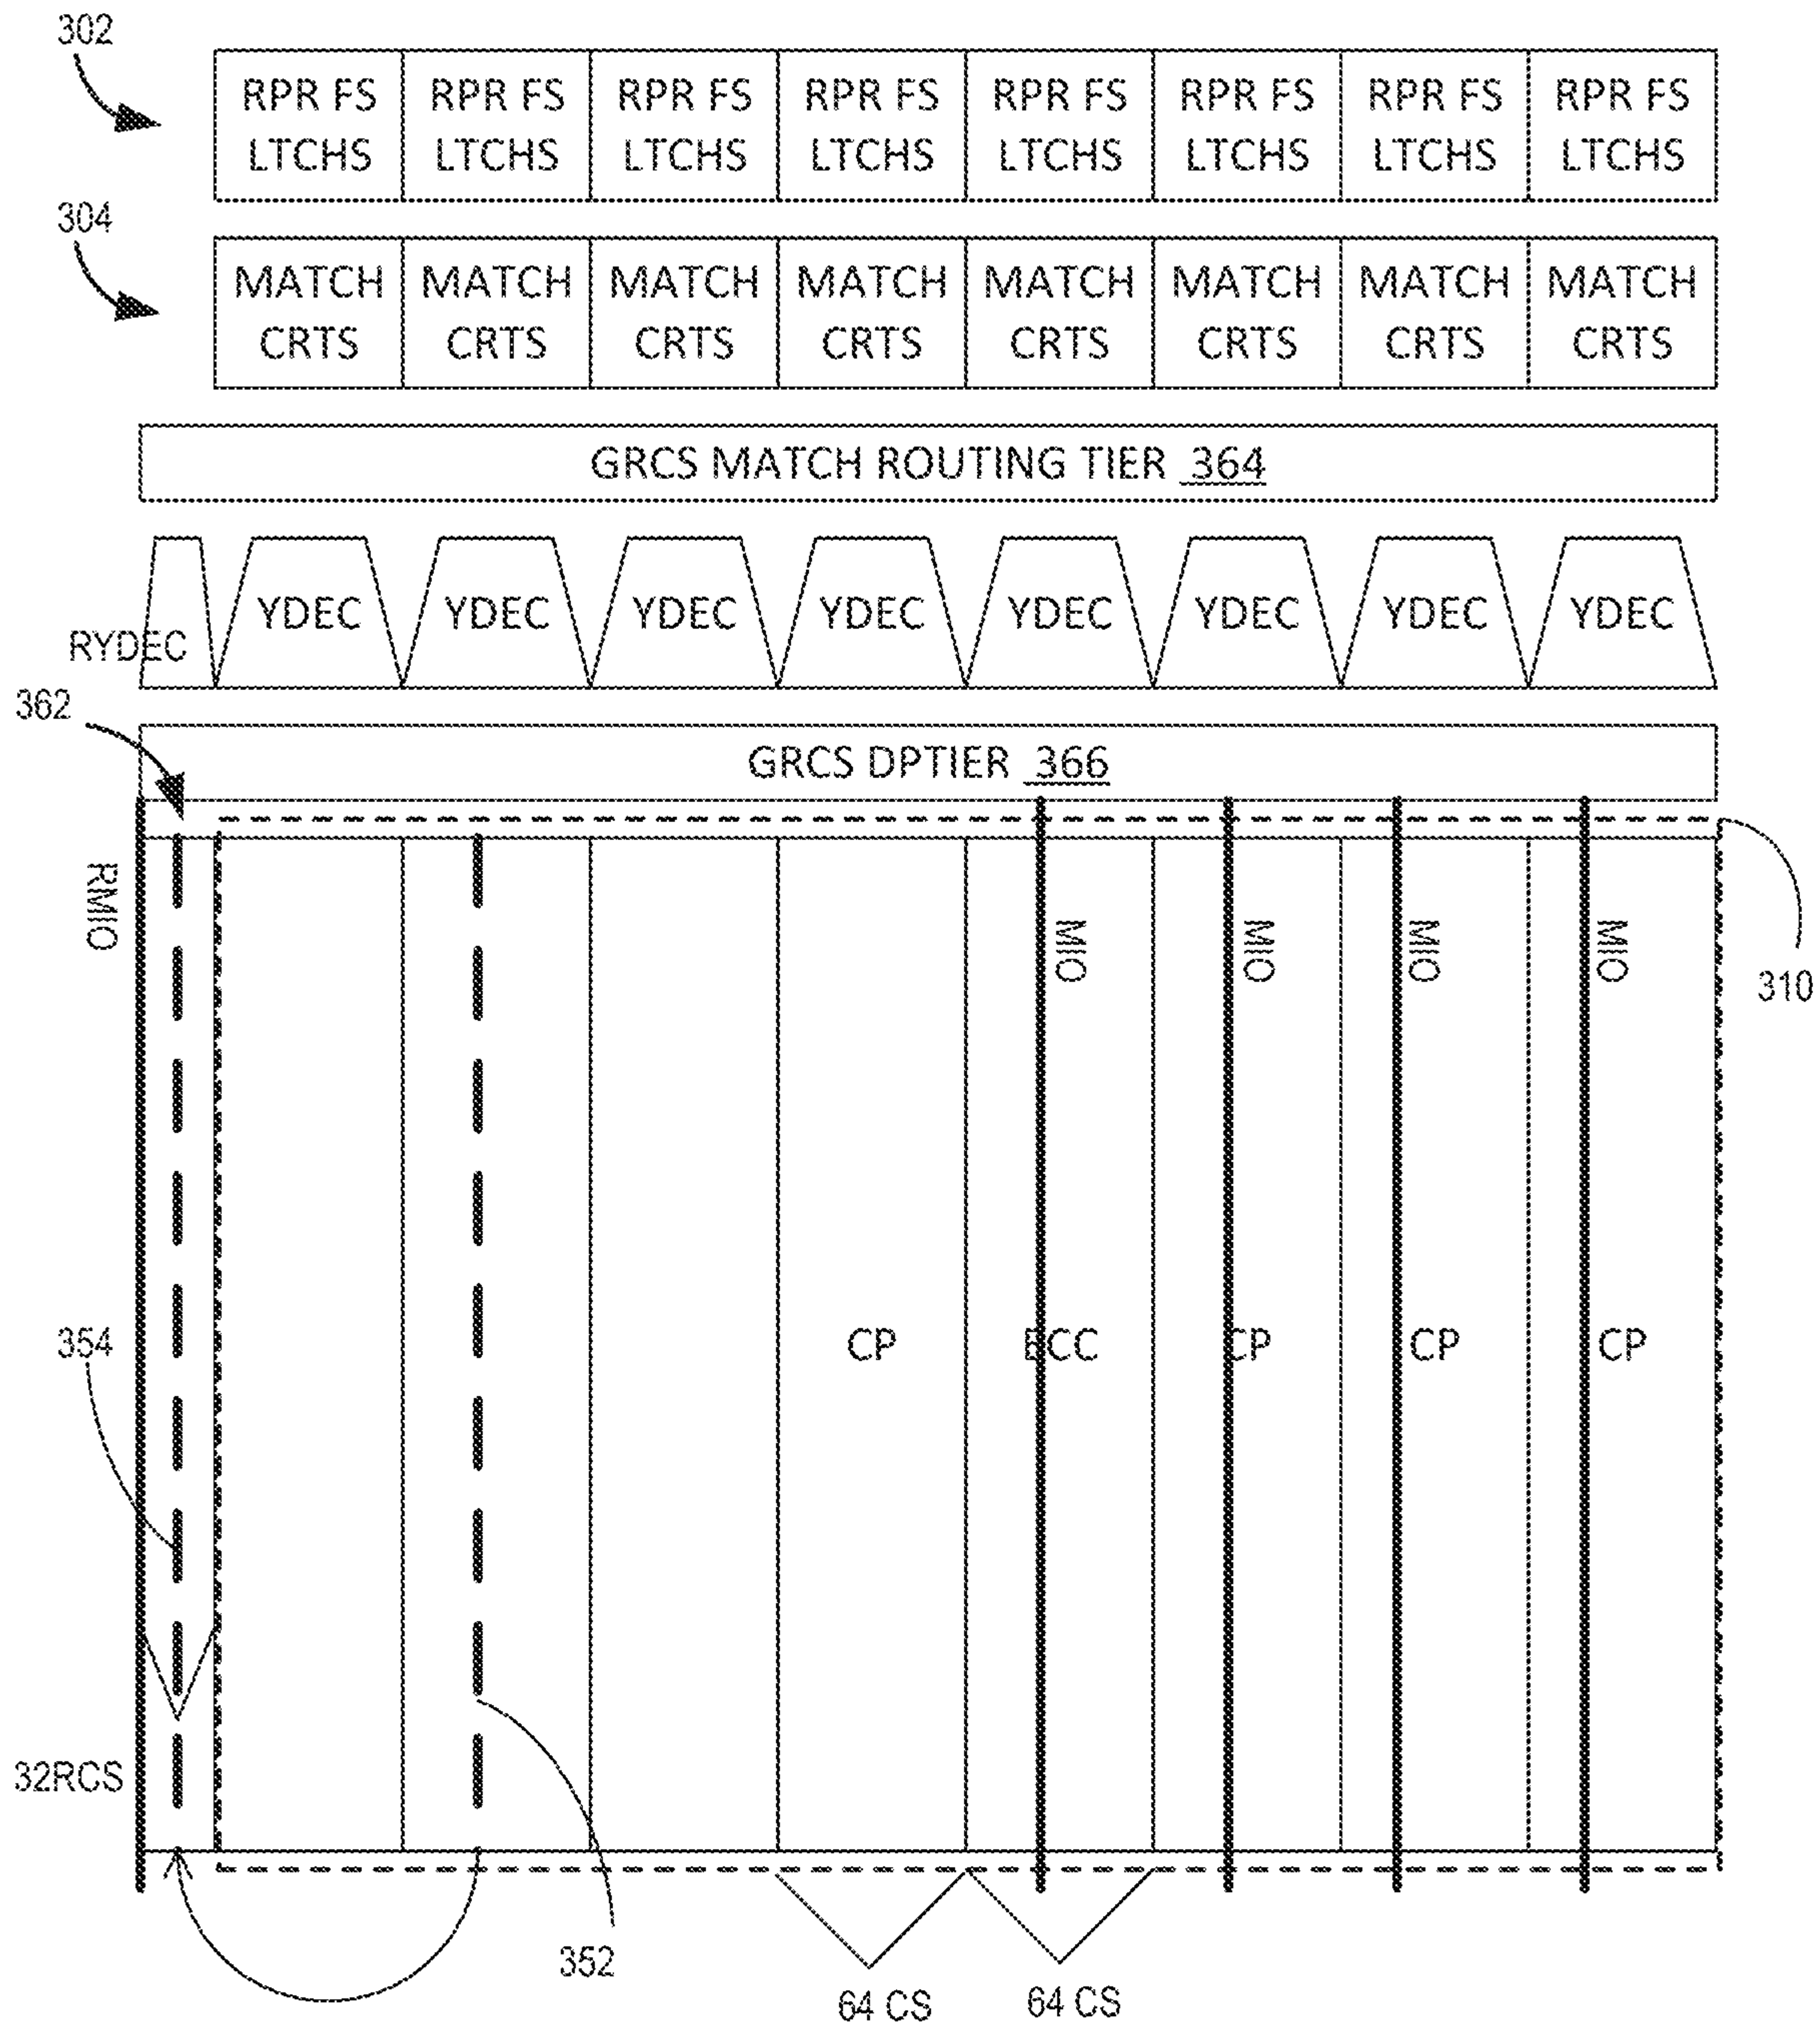 302
RPR FS RPR FS RPR FS RPR FS RPR FS RPR FS RPR FS RPR FS
LTCHS LTCHS LTCHS LTCHS LTCHS LTCHS LTCHS LTCHS
304
MATCH MATCH MATCH MATCH MATCH MATCH MATCH MATCH
CRTS CRTS CRTS CRTS CRTS CRTS CRTS CRTS
GRCS MATCH ROUTING TIER 364
YDEC YDEC YDEC YDEC YDEC YDEC YDEC YDEC
RYDEC
362
GRCS DPTIER 366
RMIO
MIO MIO MIO MIO
310
354
CP ECC CP CP CP
32RCS
352
64 CS 64 CS